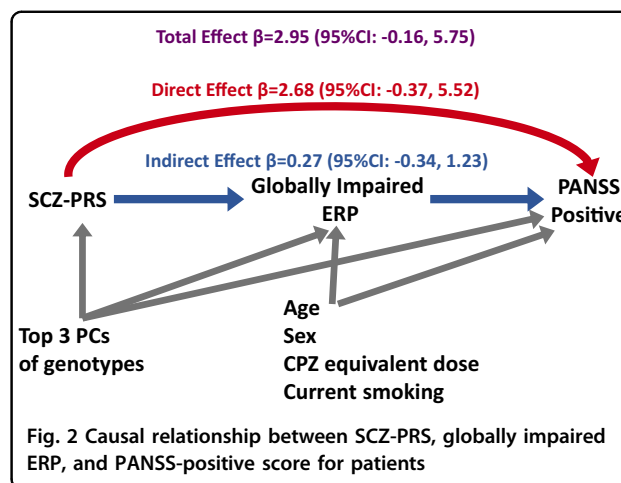 Total Effect β=2.95 (95%CI: -0.16, 5.75)
Direct Effect β=2.68 (95%CI: -0.37, 5.52)
Indirect Effect β=0.27 (95%CI: -0.34, 1.23)
SCZ-PRS
Globally Impaired
ERP
PANSS
Positive
Top 3 PCs
of genotypes
Age
Sex
CPZ equivalent dose
Current smoking
Fig. 2 Causal relationship between SCZ-PRS, globally impaired
ERP, and PANSS-positive score for patients